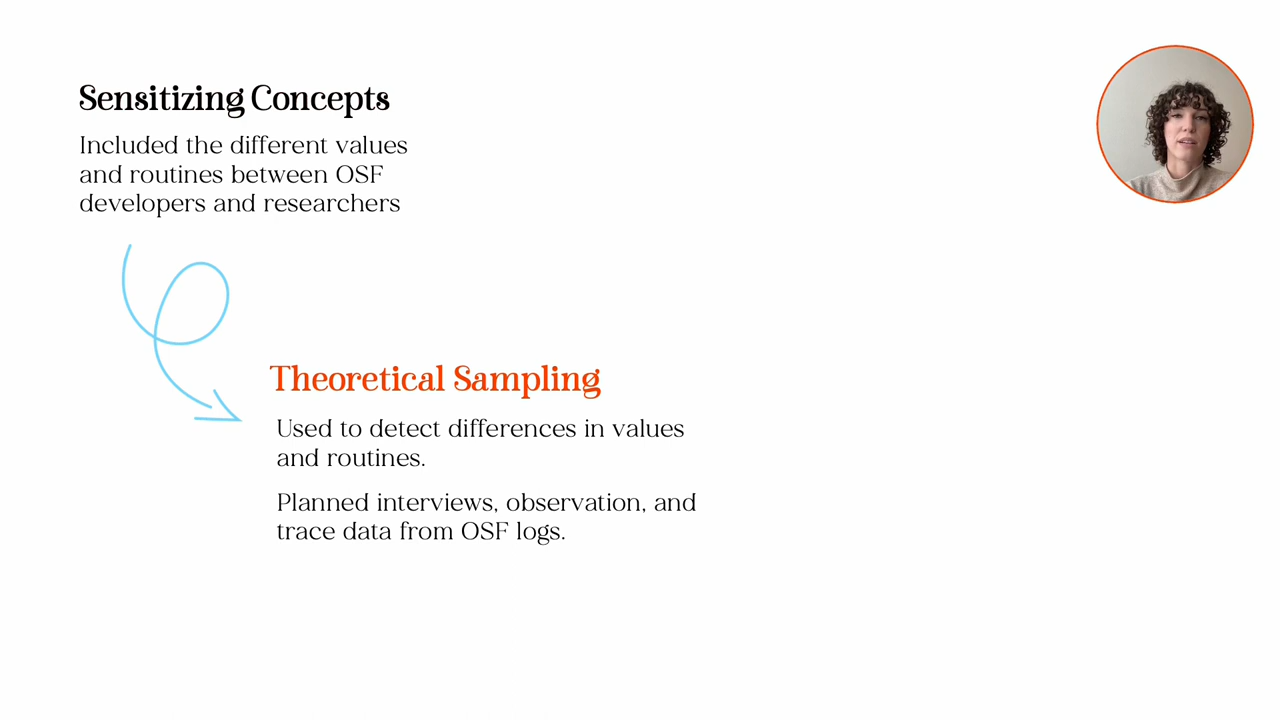 Sensitizing Concepts
Included the different values
and routines between OSF
developers and researchers
Theoretical Sampling
Used to detect differences in values
and routines.
Planned interviews, observation, and
trace data from OSF logs.